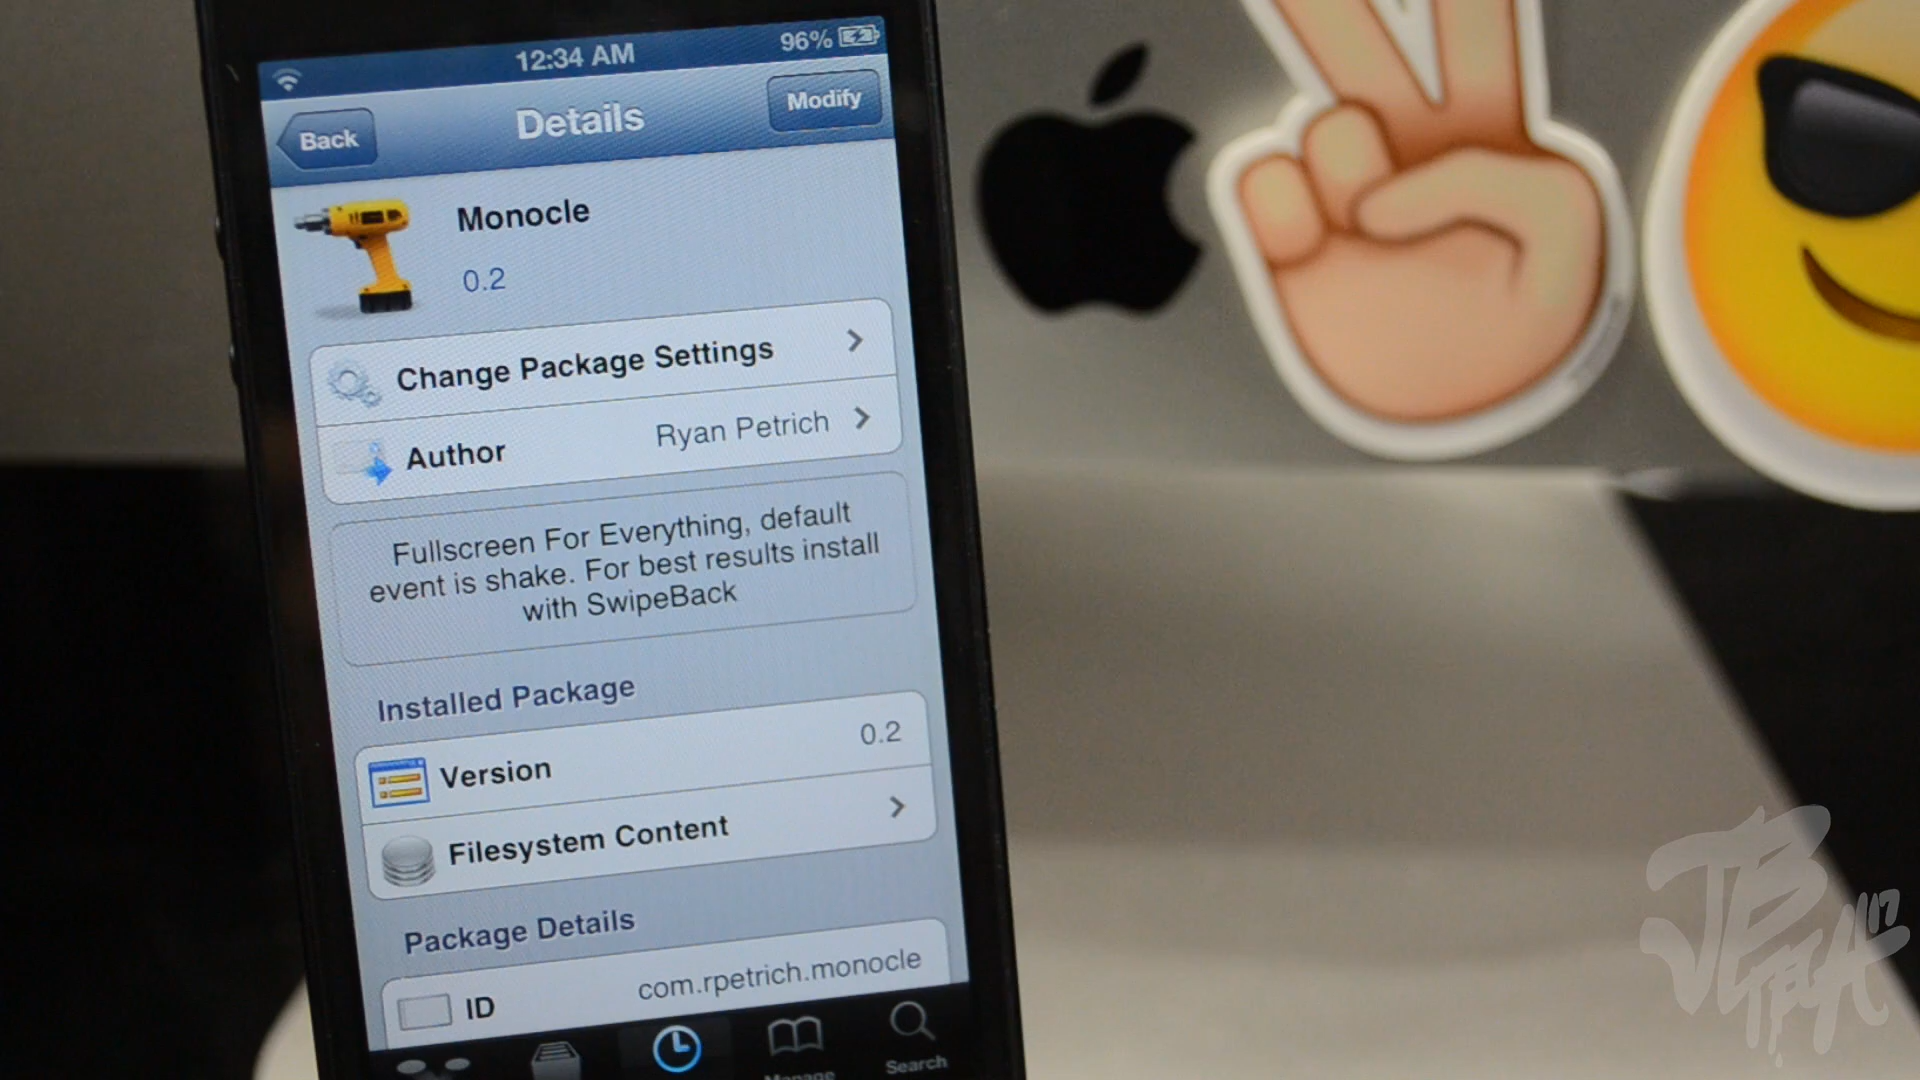 12:34 AM
96%
Back
Details
Modify
Monocle
0.2
Change Package Settings
Author
Ryan Petrich
Fullscreen For Everything, default
event is shake. For best results install
with SwipeBack
Installed Package
Version
0.2
Filesystem Content
Package Details
ID
com.rpetrich.monocle
Manage
Search